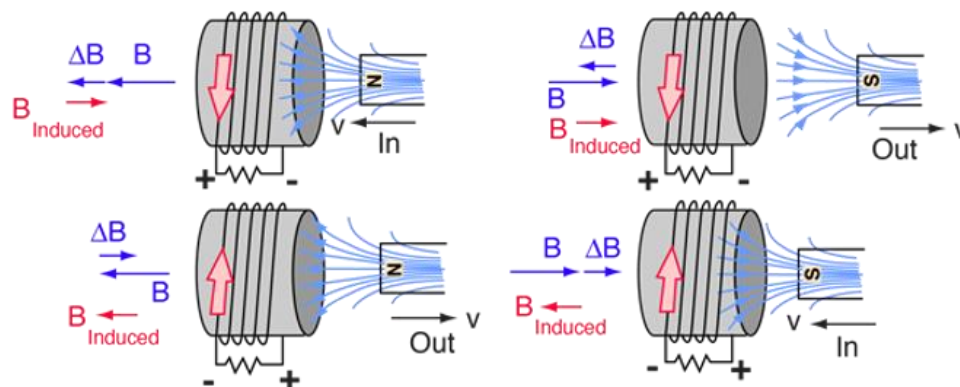 ΔB B
B Induced
N
v
In
+ -
ΔB
B
B Induced
S
v
Out
+ -
ΔB
B
B Induced
N
v
Out
- +
B ΔB
B Induced
S
v
In
- +